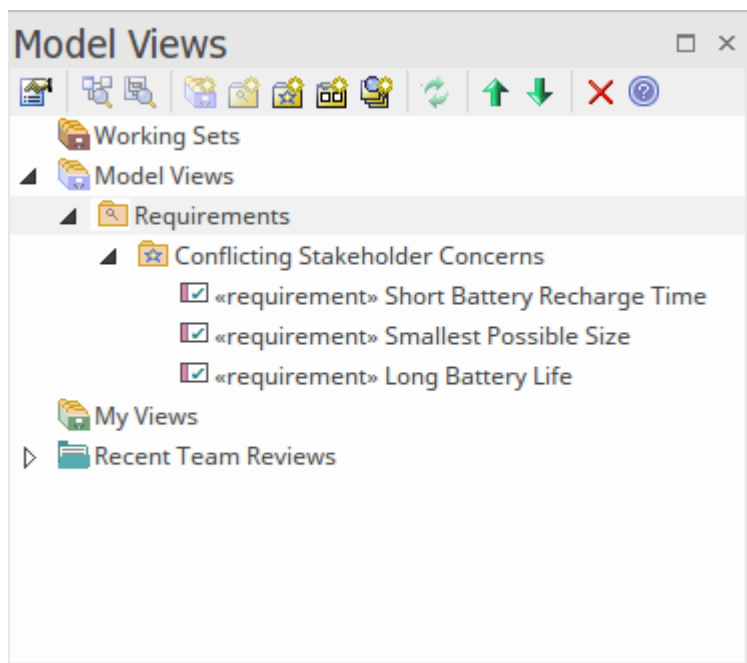 Model Views
Working Sets
Model Views
Requirements
Conflicting Stakeholder Concerns
«requirement» Short Battery Recharge Time
«requirement» Smallest Possible Size
«requirement» Long Battery Life
My Views
Recent Team Reviews